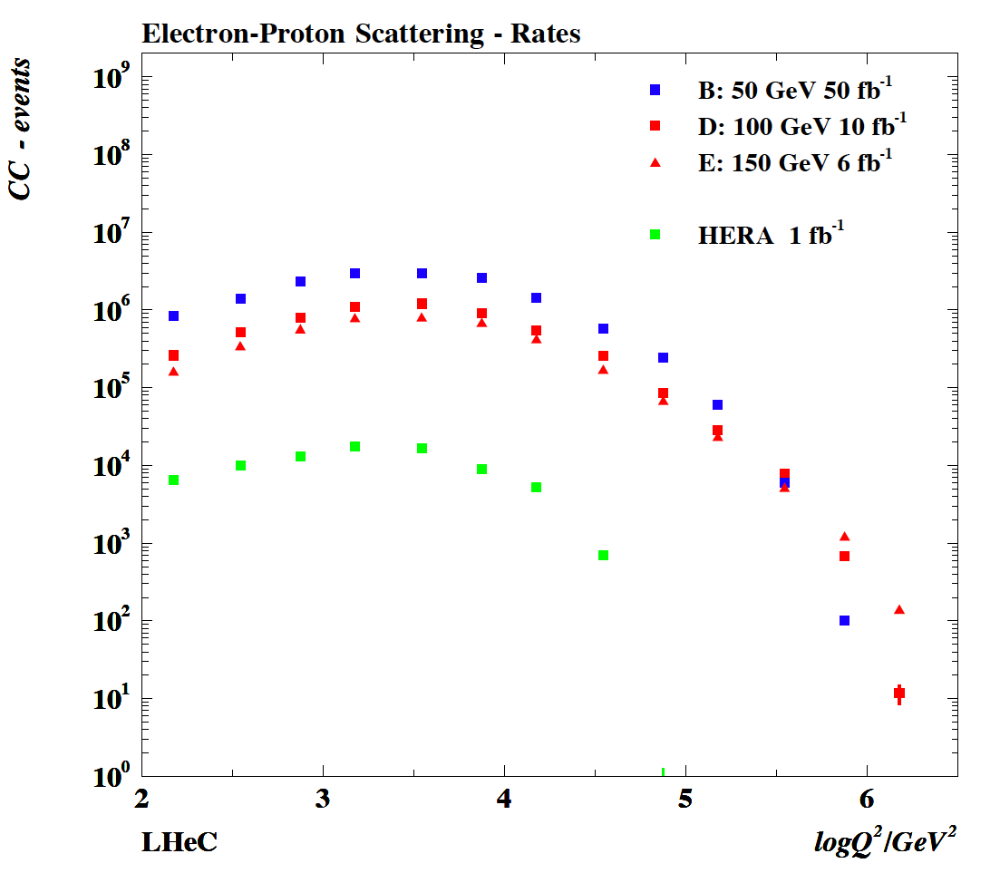 Electron-Proton Scattering - Rates
CC - events
10^9
10^8
10^7
10^6
10^5
10^4
10^3
10^2
10^1
10^0
B: 50 GeV 50 fb^-1
D: 100 GeV 10 fb^-1
E: 150 GeV 6 fb^-1
HERA 1 fb^-1
2 3 4 5 6
LHeC
logQ^2/GeV^2